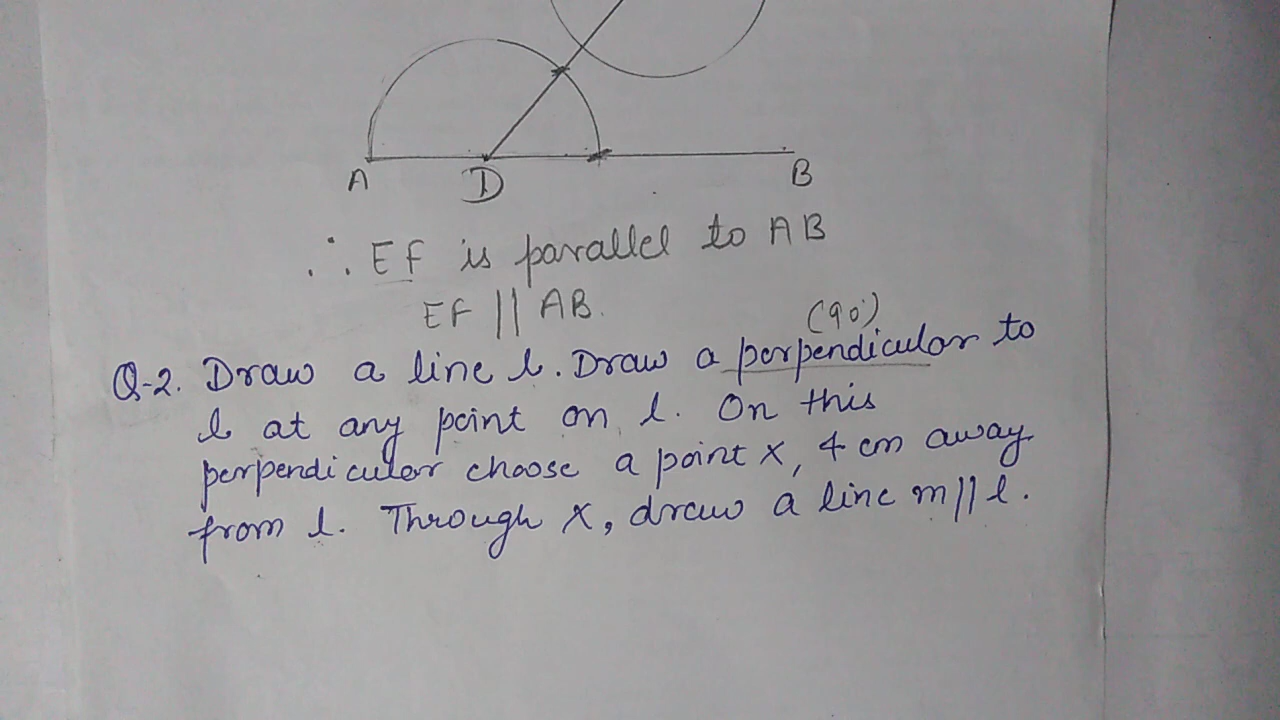 A D B
∴ EF is parallel to AB
EF || AB.
(90°)
Q-2. Draw a line l. Draw a perpendicular to
l at any point on l. On this
perpendicular choose a point X, 4 cm away
from l. Through X, draw a line m || l.